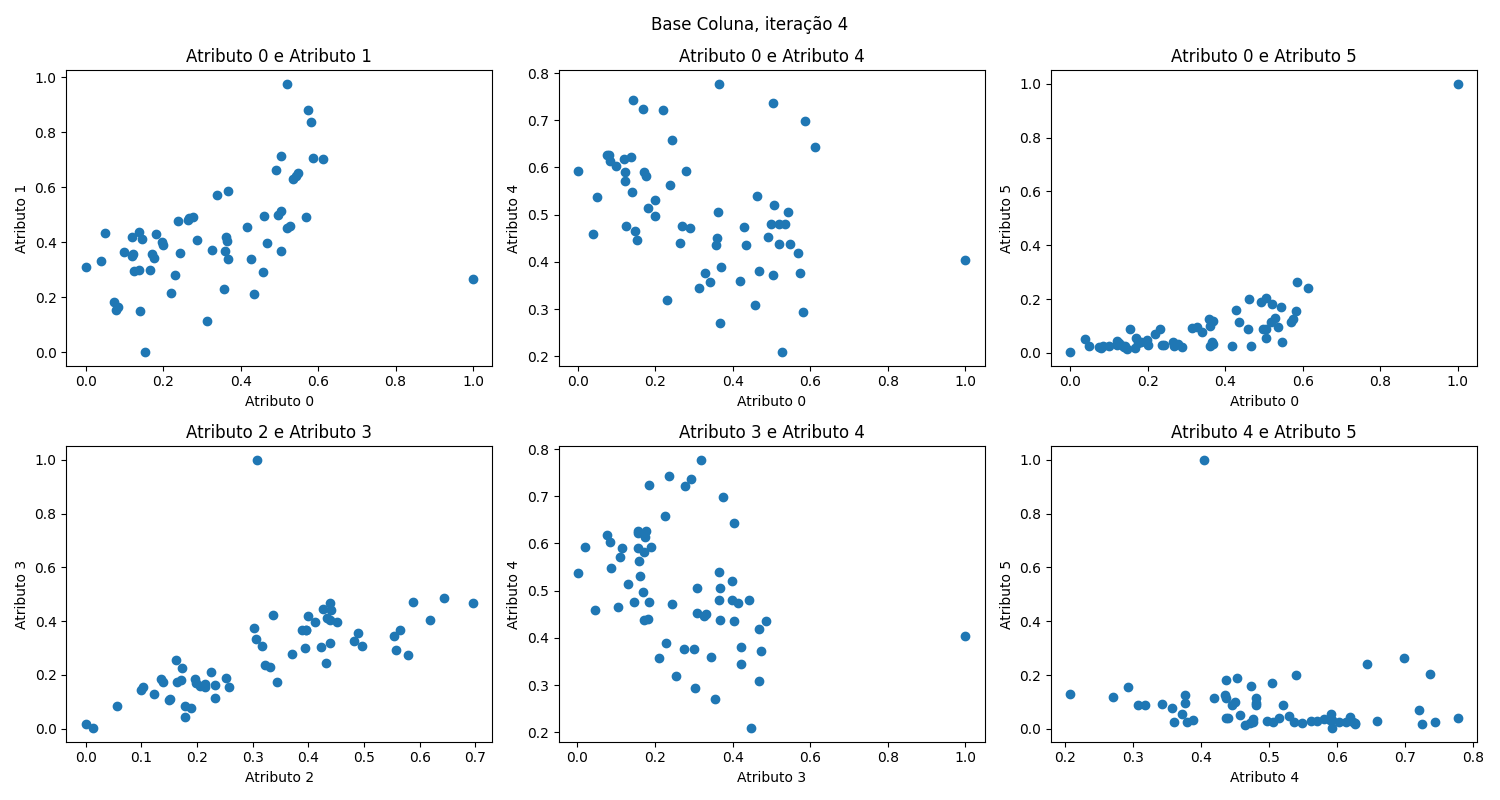 Base Coluna, iteração 4
Atributo 0 e Atributo 1
Atributo 1
1.0
0.8
0.6
0.4
0.2
0.0
0.0 0.2 0.4 0.6 0.8 1.0
Atributo 0
Atributo 0 e Atributo 4
Atributo 4
0.8
0.7
0.6
0.5
0.4
0.3
0.2
0.0 0.2 0.4 0.6 0.8 1.0
Atributo 0
Atributo 0 e Atributo 5
Atributo 5
1.0
0.8
0.6
0.4
0.2
0.0
0.0 0.2 0.4 0.6 0.8 1.0
Atributo 0
Atributo 2 e Atributo 3
Atributo 3
1.0
0.8
0.6
0.4
0.2
0.0
0.0 0.1 0.2 0.3 0.4 0.5 0.6 0.7
Atributo 2
Atributo 3 e Atributo 4
Atributo 4
0.8
0.7
0.6
0.5
0.4
0.3
0.2
0.0 0.2 0.4 0.6 0.8 1.0
Atributo 3
Atributo 4 e Atributo 5
Atributo 5
1.0
0.8
0.6
0.4
0.2
0.0
0.2 0.3 0.4 0.5 0.6 0.7 0.8
Atributo 4